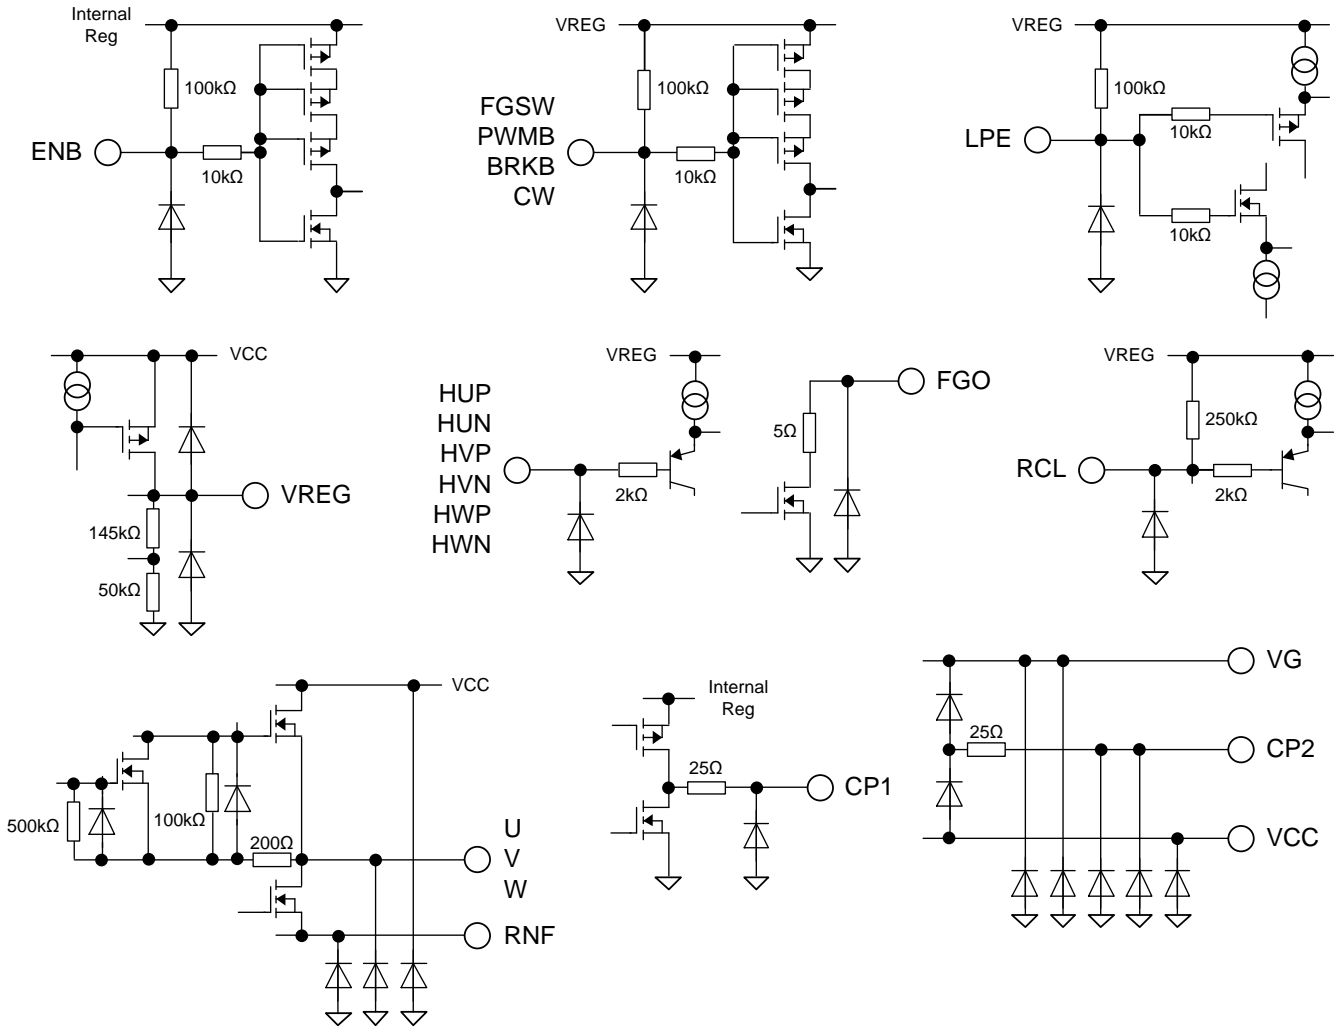 Internal
Reg
100kΩ
ENB
10kΩ
VREG
100kΩ
FGSW
PWMB
BRKB
CW
10kΩ
VREG
100kΩ
10kΩ
LPE
10kΩ
VCC
VREG
145kΩ
50kΩ
VREG
HUP
HUN
HVP
HVN
HWP
HWN
2kΩ
FGO
5Ω
VREG
250kΩ
RCL
2kΩ
VCC
500kΩ
100kΩ
200Ω
U
V
W
RNF
Internal
Reg
25Ω
CP1
VG
25Ω
CP2
VCC